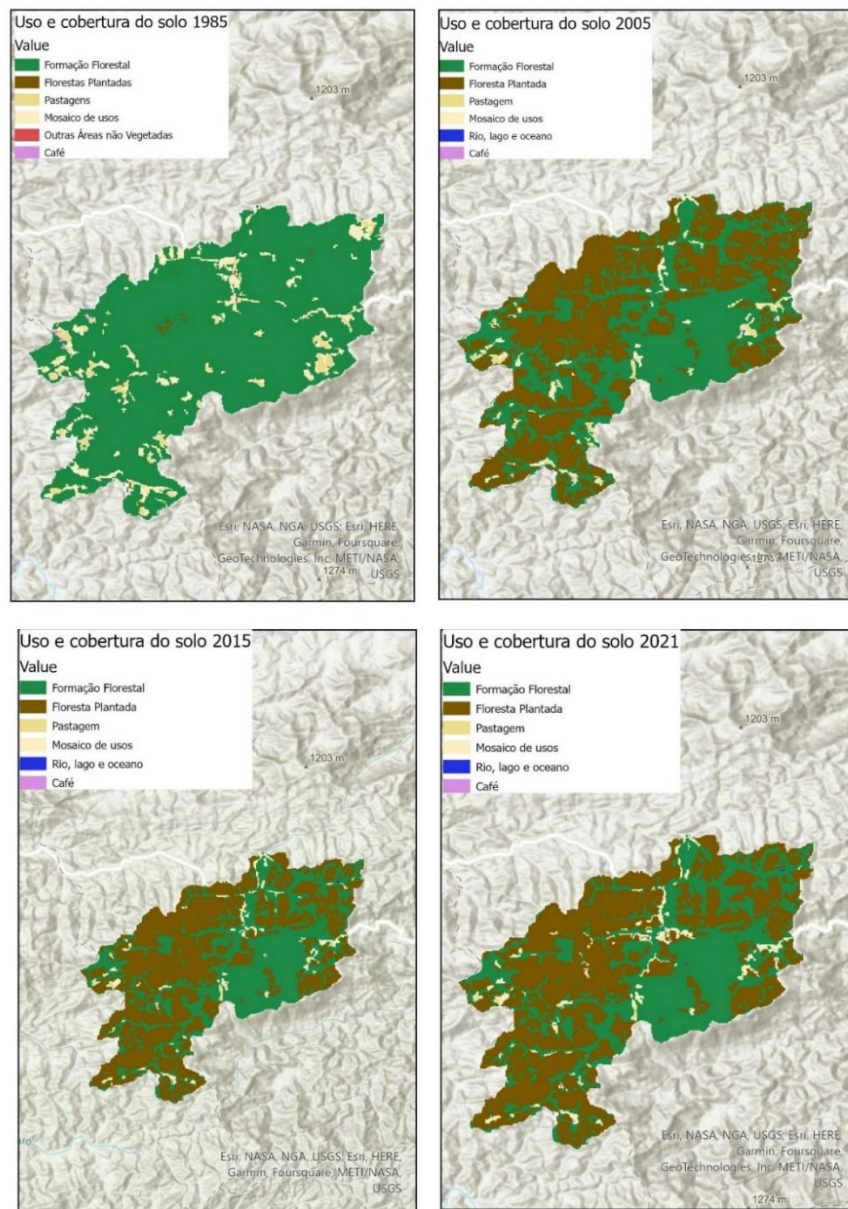 Uso e cobertura do solo 1985
Value
Formação Florestal
Florestas Plantadas
Pastagens
Mosaico de usos
Outras Áreas não Vegetadas
Café
1203 m
Esri, NASA, NGA, USGS; Esri, HERE,
Garmin, Foursquare,
GeoTechnologies, Inc, METI/NASA,
USGS
1274 m
Uso e cobertura do solo 2005
Value
Formação Florestal
Floresta Plantada
Pastagem
Mosaico de usos
Rio, lago e oceano
Café
1203 m
Esri, NASA, NGA, USGS; Esri, HERE,
Garmin, Foursquare,
GeoTechnologies, Inc, METI/NASA,
USGS
Uso e cobertura do solo 2015
Value
Formação Florestal
Floresta Plantada
Pastagem
Mosaico de usos
Rio, lago e oceano
Café
1203 m
Esri, NASA, NGA, USGS; Esri, HERE,
Garmin, Foursquare, METI/NASA,
USGS
Uso e cobertura do solo 2021
Value
Formação Florestal
Floresta Plantada
Pastagem
Mosaico de usos
Rio, lago e oceano
Café
1203 m
Esri, NASA, NGA, USGS; Esri, HERE,
Garmin, Foursquare,
GeoTechnologies, Inc, METI/NASA,
USGS
1274 m